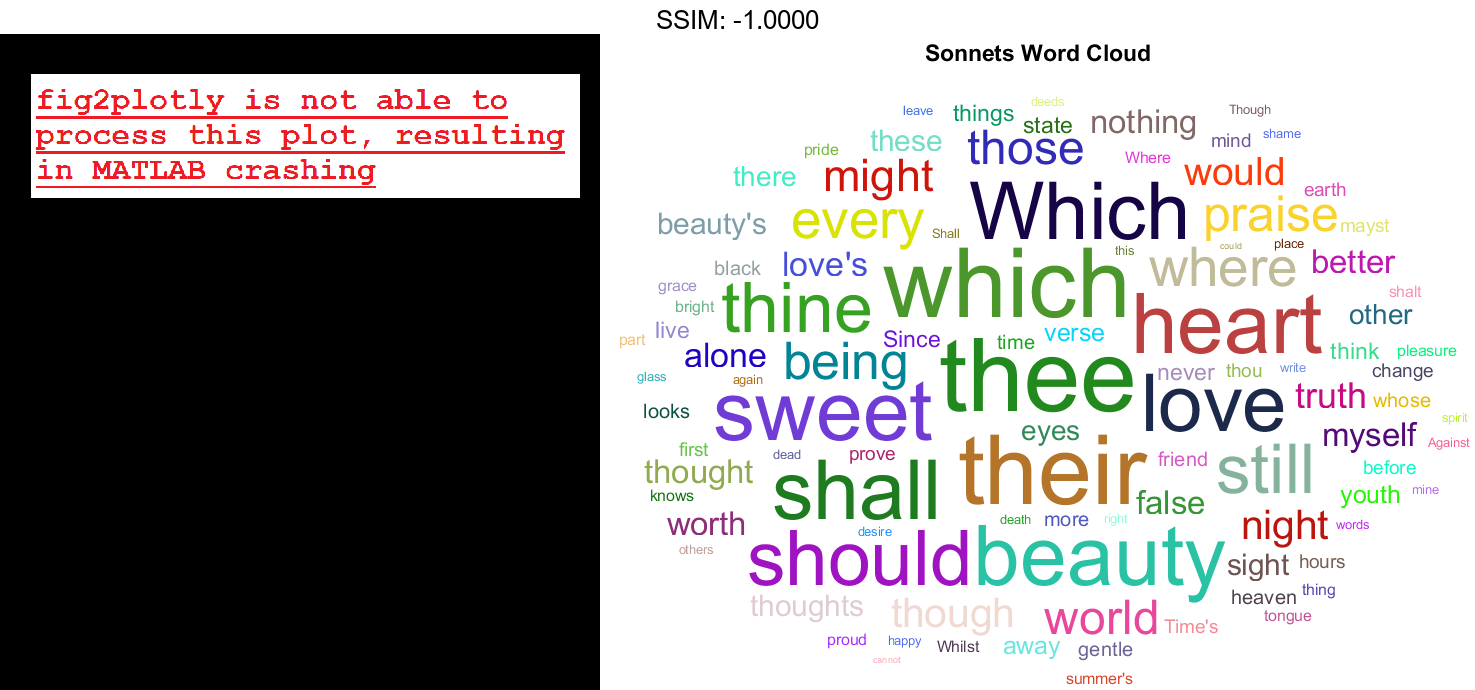 SSIM: -1.0000
fig2plotly is not able to
process this plot, resulting
in MATLAB crashing
Sonnets Word Cloud
leave things deeds Though
these those state nothing mind shame
pride Where
there might would earth
beauty's every Shall Which praise mayst
black love's which this where could place better
grace shalt
bright thine heart other
part live Since time verse think pleasure
alone being thee never thou write change
glass again
looks sweet love truth whose
first eyes myself spirit
dead prove their friend still Against
thought shall before
knows false youth mine
worth desire death more right night words
others should beauty sight hours
thoughts though world Time's heaven thing
tongue
proud happy Whilst away gentle
cannot
summer's